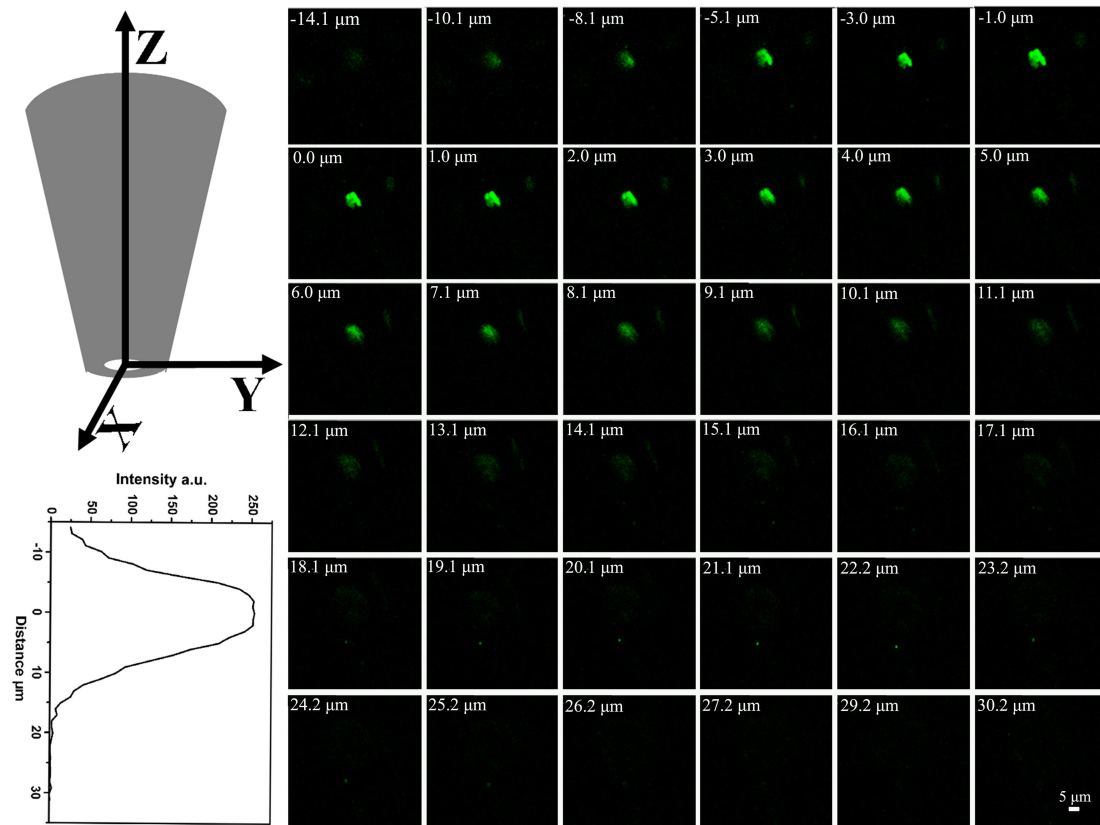 Z
Y
X
-14.1 μm -10.1 μm -8.1 μm -5.1 μm -3.0 μm -1.0 μm
0.0 μm 1.0 μm 2.0 μm 3.0 μm 4.0 μm 5.0 μm
6.0 μm 7.1 μm 8.1 μm 9.1 μm 10.1 μm 11.1 μm
12.1 μm 13.1 μm 14.1 μm 15.1 μm 16.1 μm 17.1 μm
18.1 μm 19.1 μm 20.1 μm 21.1 μm 22.2 μm 23.2 μm
24.2 μm 25.2 μm 26.2 μm 27.2 μm 29.2 μm 30.2 μm
5 μm
Intensity a.u.
0 50 100 150 200 250
-10
0
10
20
30
Distance μm